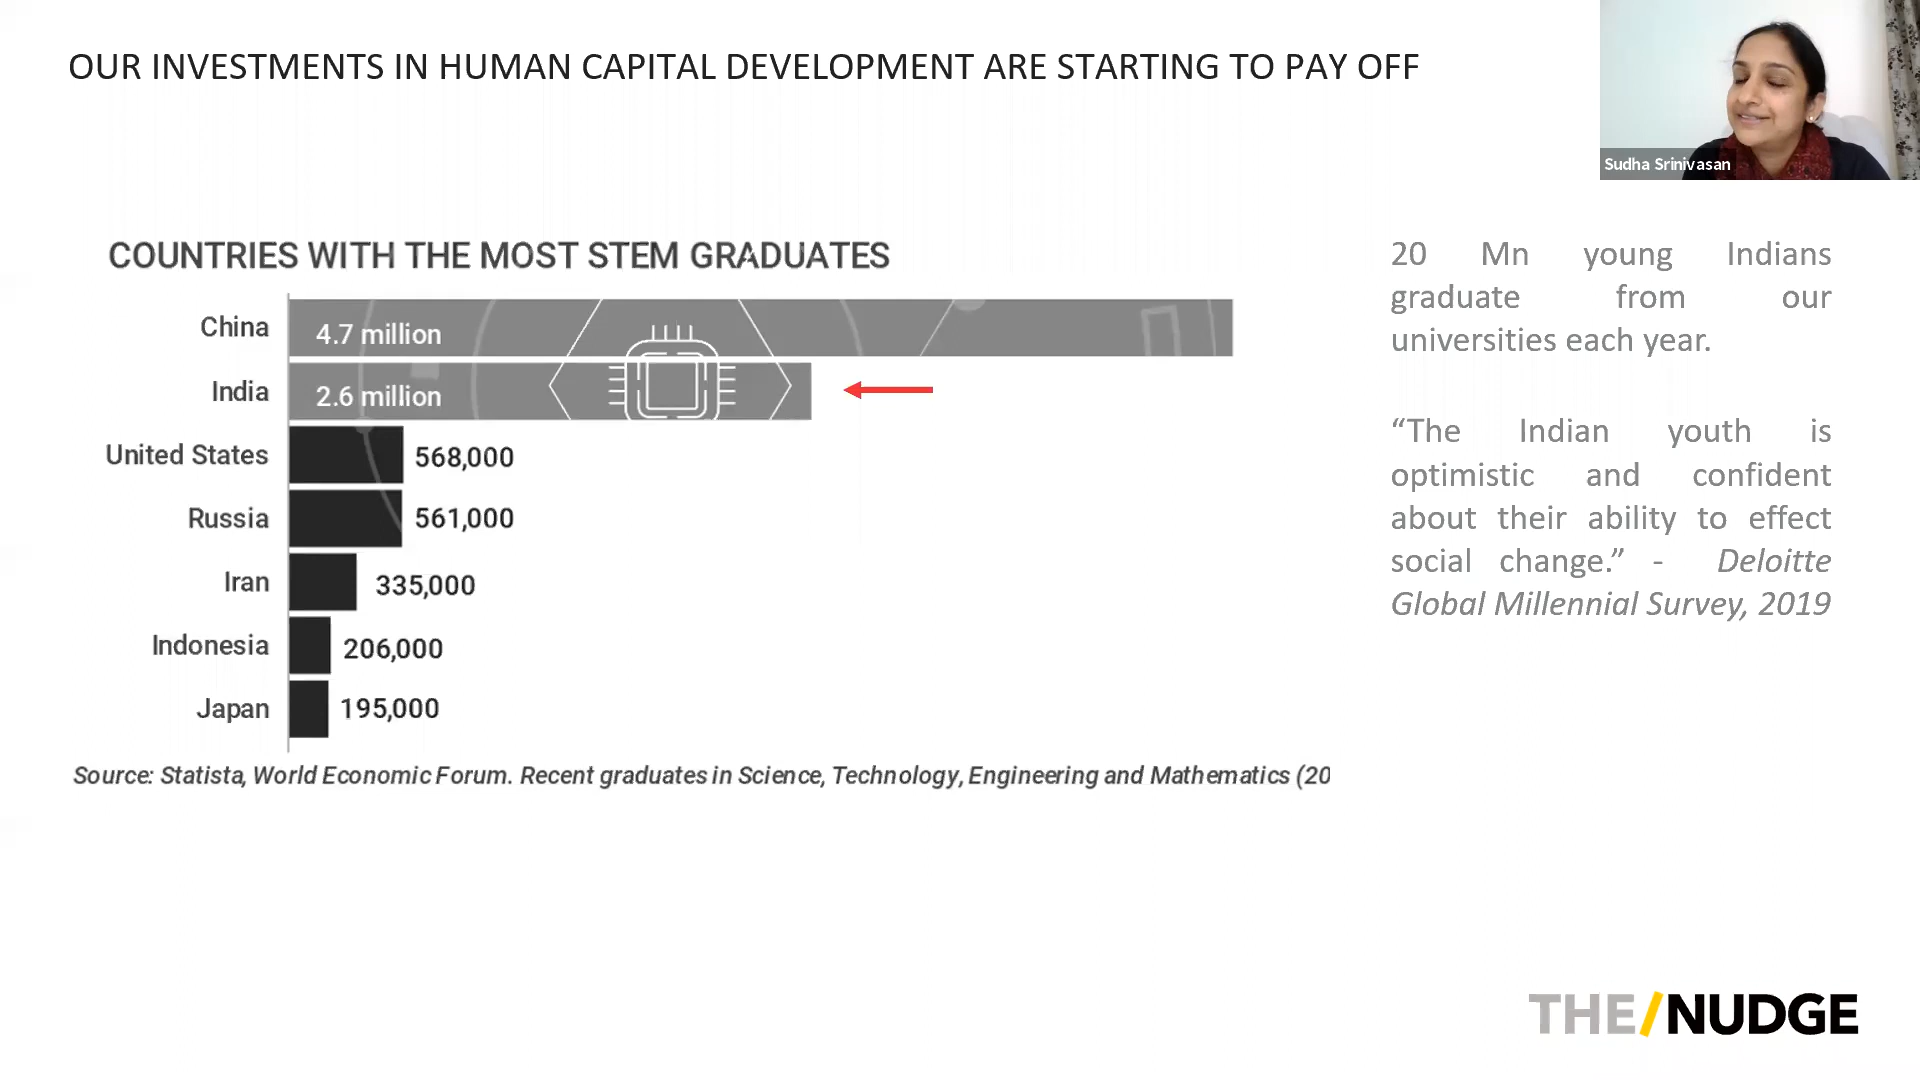 OUR INVESTMENTS IN HUMAN CAPITAL DEVELOPMENT ARE STARTING TO PAY OFF
Sudha Srinivasan
COUNTRIES WITH THE MOST STEM GRADUATES
China 4.7 million
India 2.6 million
United States 568,000
Russia 561,000
Iran 335,000
Indonesia 206,000
Japan 195,000
Source: Statista, World Economic Forum. Recent graduates in Science, Technology, Engineering and Mathematics (20
20 Mn young Indians
graduate from our
universities each year.
“The Indian youth is
optimistic and confident
about their ability to effect
social change.” - Deloitte
Global Millennial Survey, 2019
THE/NUDGE